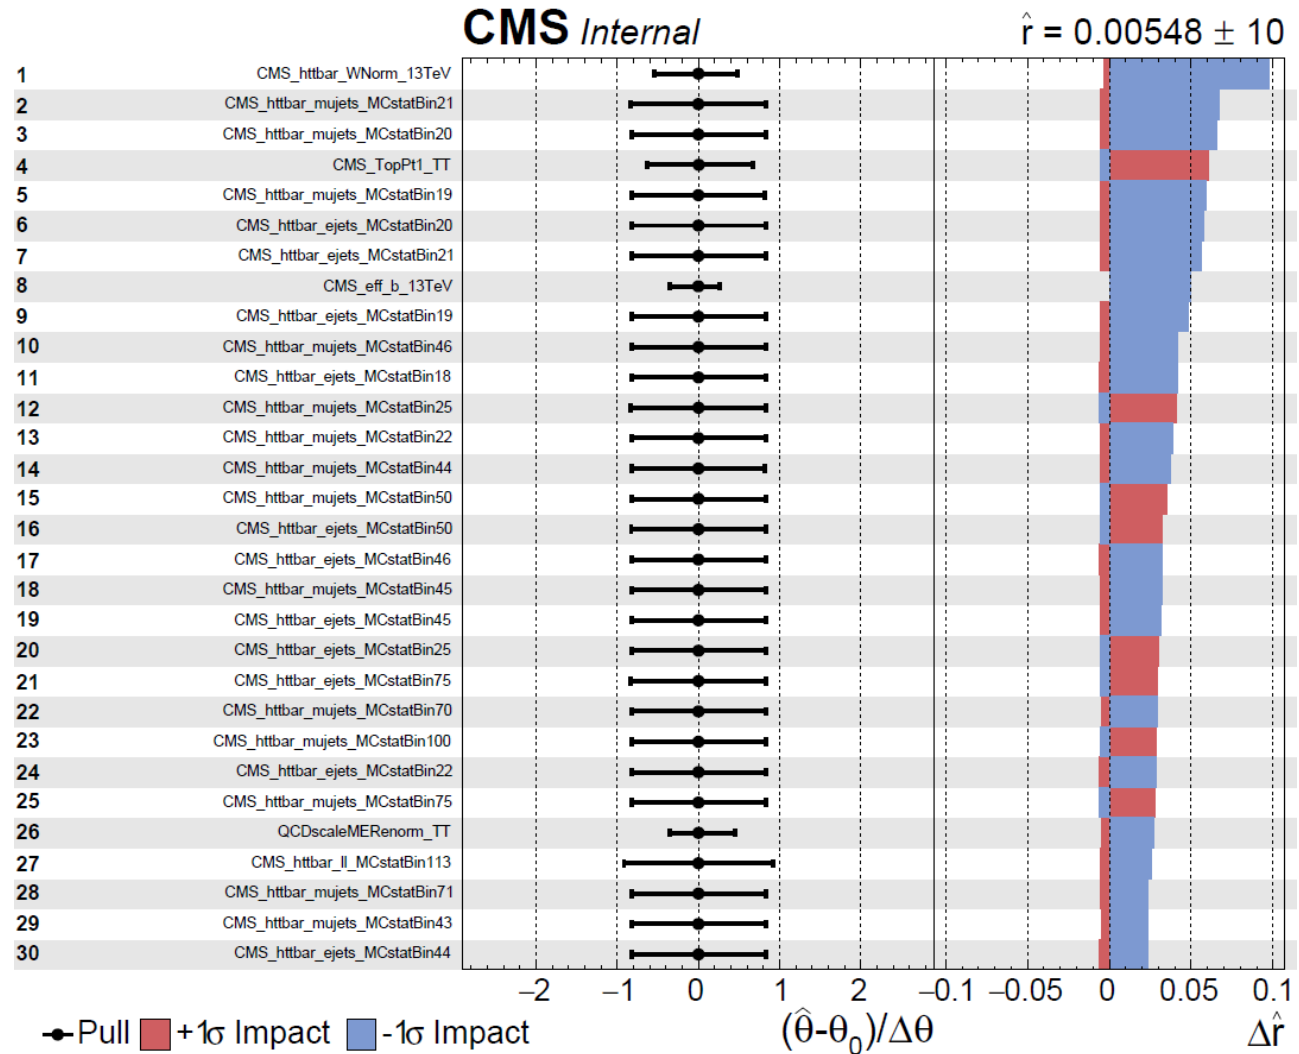 CMS Internal
r̂ = 0.00548 ± 10
1 CMS_httbar_WNorm_13TeV
2 CMS_httbar_mujets_MCstatBin21
3 CMS_httbar_mujets_MCstatBin20
4 CMS_TopPt1_TT
5 CMS_httbar_mujets_MCstatBin19
6 CMS_httbar_ejets_MCstatBin20
7 CMS_httbar_ejets_MCstatBin21
8 CMS_eff_b_13TeV
9 CMS_httbar_ejets_MCstatBin19
10 CMS_httbar_mujets_MCstatBin46
11 CMS_httbar_ejets_MCstatBin18
12 CMS_httbar_mujets_MCstatBin25
13 CMS_httbar_mujets_MCstatBin22
14 CMS_httbar_mujets_MCstatBin44
15 CMS_httbar_mujets_MCstatBin50
16 CMS_httbar_ejets_MCstatBin50
17 CMS_httbar_ejets_MCstatBin46
18 CMS_httbar_mujets_MCstatBin45
19 CMS_httbar_ejets_MCstatBin45
20 CMS_httbar_ejets_MCstatBin25
21 CMS_httbar_ejets_MCstatBin75
22 CMS_httbar_mujets_MCstatBin70
23 CMS_httbar_mujets_MCstatBin100
24 CMS_httbar_ejets_MCstatBin22
25 CMS_httbar_mujets_MCstatBin75
26 QCDscaleMERenorm_TT
27 CMS_httbar_ll_MCstatBin113
28 CMS_httbar_mujets_MCstatBin71
29 CMS_httbar_mujets_MCstatBin43
30 CMS_httbar_ejets_MCstatBin44
−2 −1 0 1 2 −0.1 −0.05 0 0.05 0.1
Pull +1σ Impact -1σ Impact (θ̂-θ₀)/Δθ Δr̂